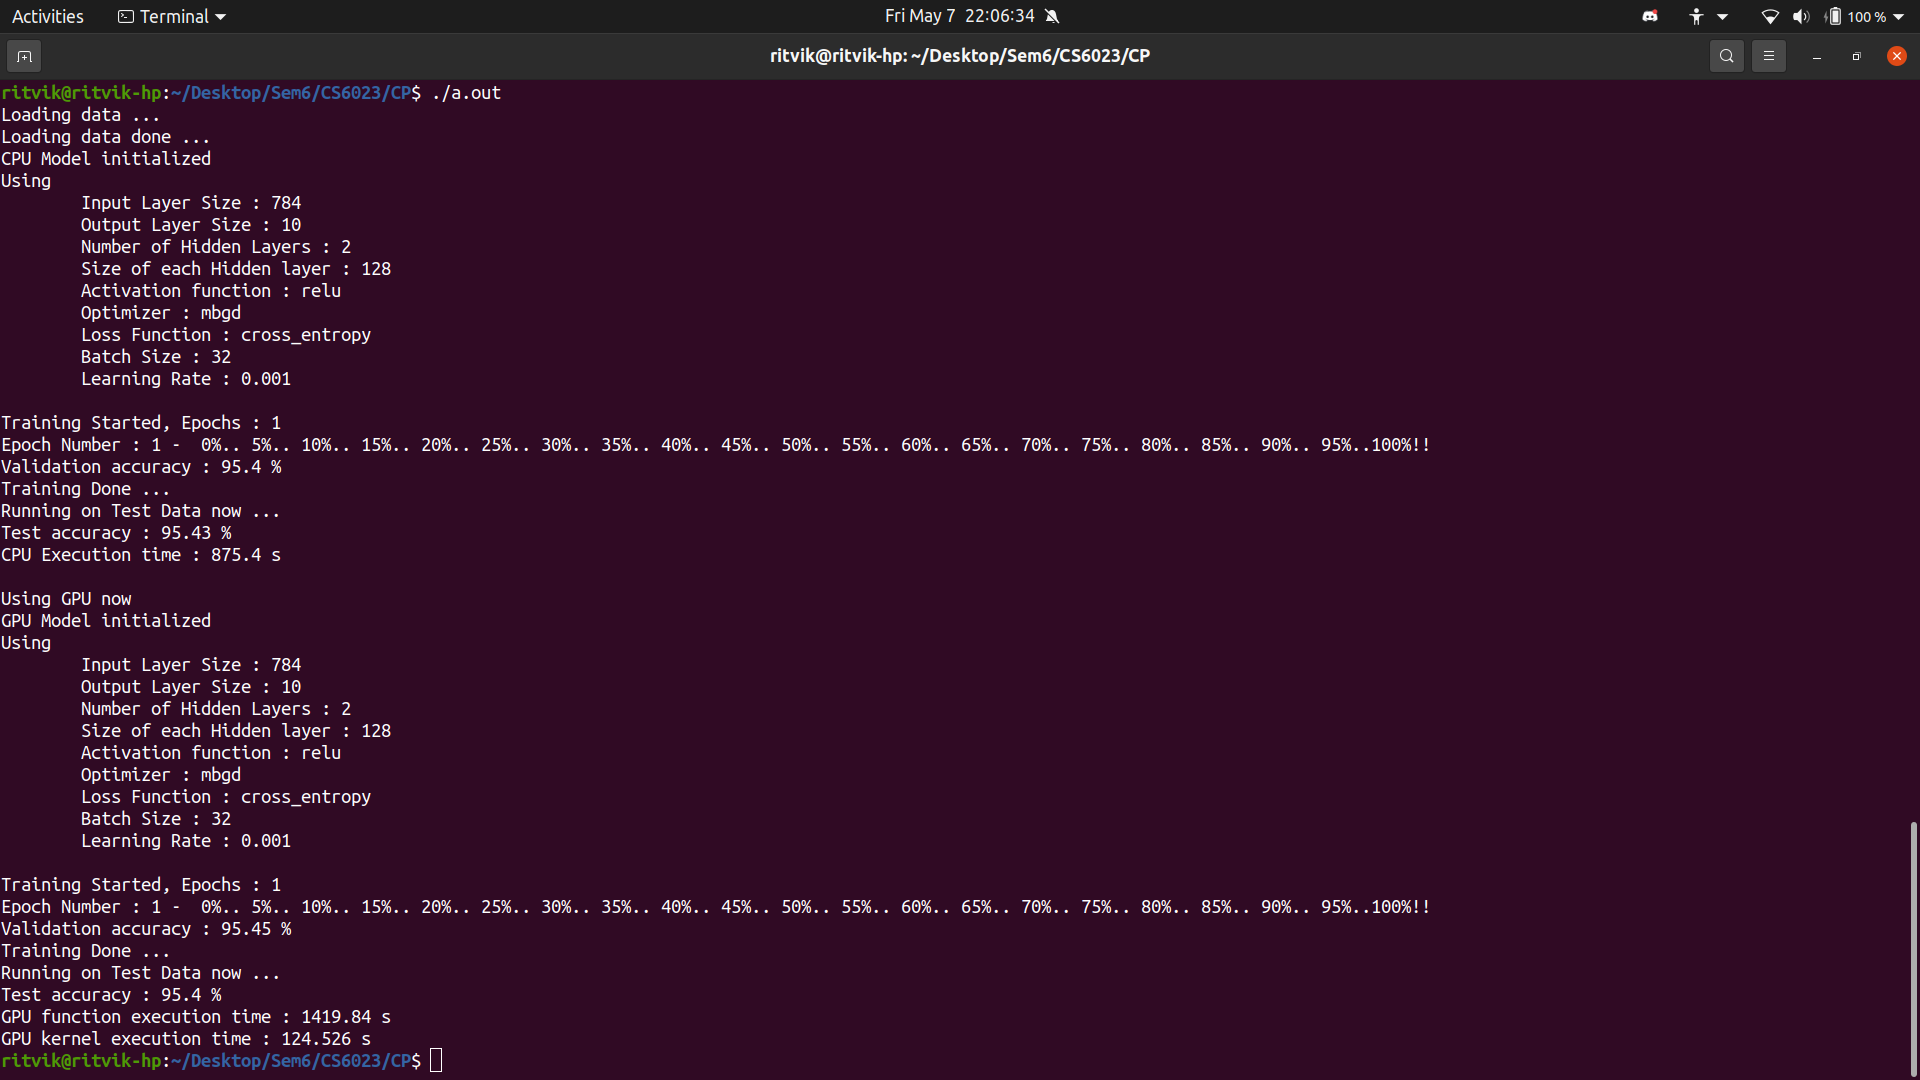 Activities Terminal Fri May 7 22:06:34 100 %
ritvik@ritvik-hp: ~/Desktop/Sem6/CS6023/CP
ritvik@ritvik-hp:~/Desktop/Sem6/CS6023/CP$ ./a.out
Loading data ...
Loading data done ...
CPU Model initialized
Using
Input Layer Size : 784
Output Layer Size : 10
Number of Hidden Layers : 2
Size of each Hidden layer : 128
Activation function : relu
Optimizer : mbgd
Loss Function : cross_entropy
Batch Size : 32
Learning Rate : 0.001
Training Started, Epochs : 1
Epoch Number : 1 -  0%.. 5%.. 10%.. 15%.. 20%.. 25%.. 30%.. 35%.. 40%.. 45%.. 50%.. 55%.. 60%.. 65%.. 70%.. 75%.. 80%.. 85%.. 90%.. 95%..100%!!
Validation accuracy : 95.4 %
Training Done ...
Running on Test Data now ...
Test accuracy : 95.43 %
CPU Execution time : 875.4 s
Using GPU now
GPU Model initialized
Using
Input Layer Size : 784
Output Layer Size : 10
Number of Hidden Layers : 2
Size of each Hidden layer : 128
Activation function : relu
Optimizer : mbgd
Loss Function : cross_entropy
Batch Size : 32
Learning Rate : 0.001
Training Started, Epochs : 1
Epoch Number : 1 -  0%.. 5%.. 10%.. 15%.. 20%.. 25%.. 30%.. 35%.. 40%.. 45%.. 50%.. 55%.. 60%.. 65%.. 70%.. 75%.. 80%.. 85%.. 90%.. 95%..100%!!
Validation accuracy : 95.45 %
Training Done ...
Running on Test Data now ...
Test accuracy : 95.4 %
GPU function execution time : 1419.84 s
GPU kernel execution time : 124.526 s
ritvik@ritvik-hp:~/Desktop/Sem6/CS6023/CP$